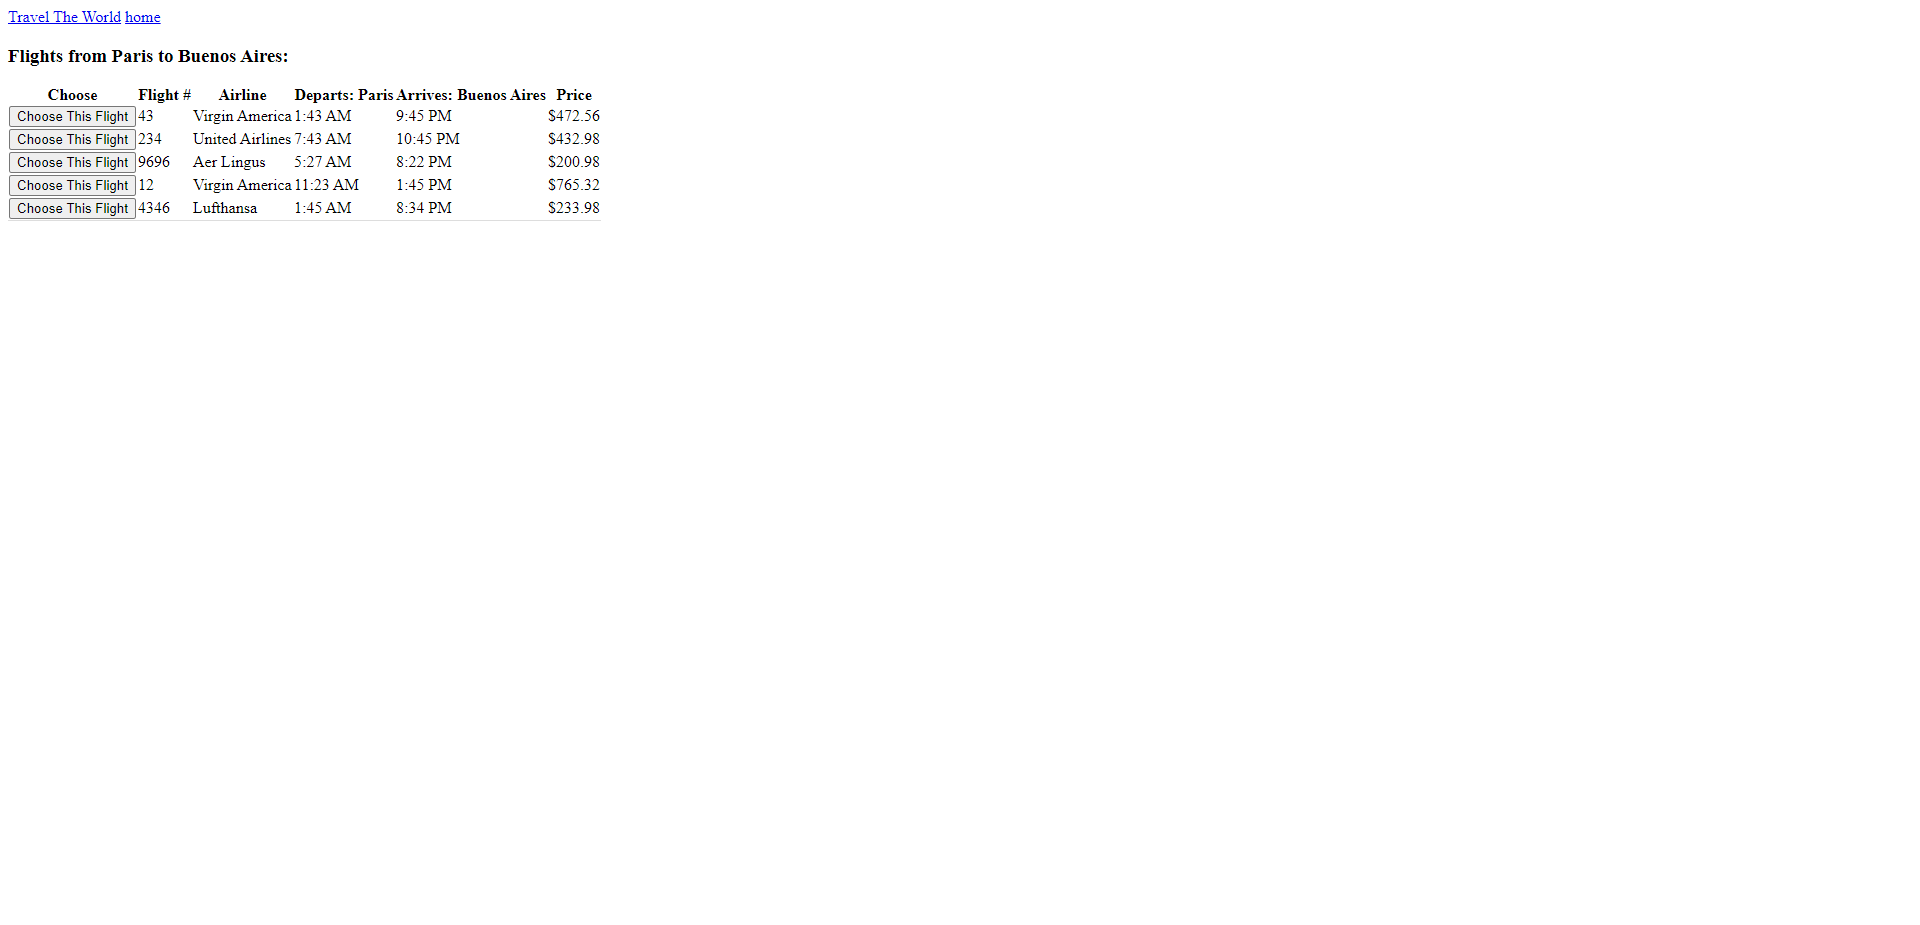 Travel The World home
Flights from Paris to Buenos Aires:
Choose Flight # Airline Departs: Paris Arrives: Buenos Aires Price
Choose This Flight 43 Virgin America 1:43 AM 9:45 PM $472.56
Choose This Flight 234 United Airlines 7:43 AM 10:45 PM $432.98
Choose This Flight 9696 Aer Lingus 5:27 AM 8:22 PM $200.98
Choose This Flight 12 Virgin America 11:23 AM 1:45 PM $765.32
Choose This Flight 4346 Lufthansa 1:45 AM 8:34 PM $233.98